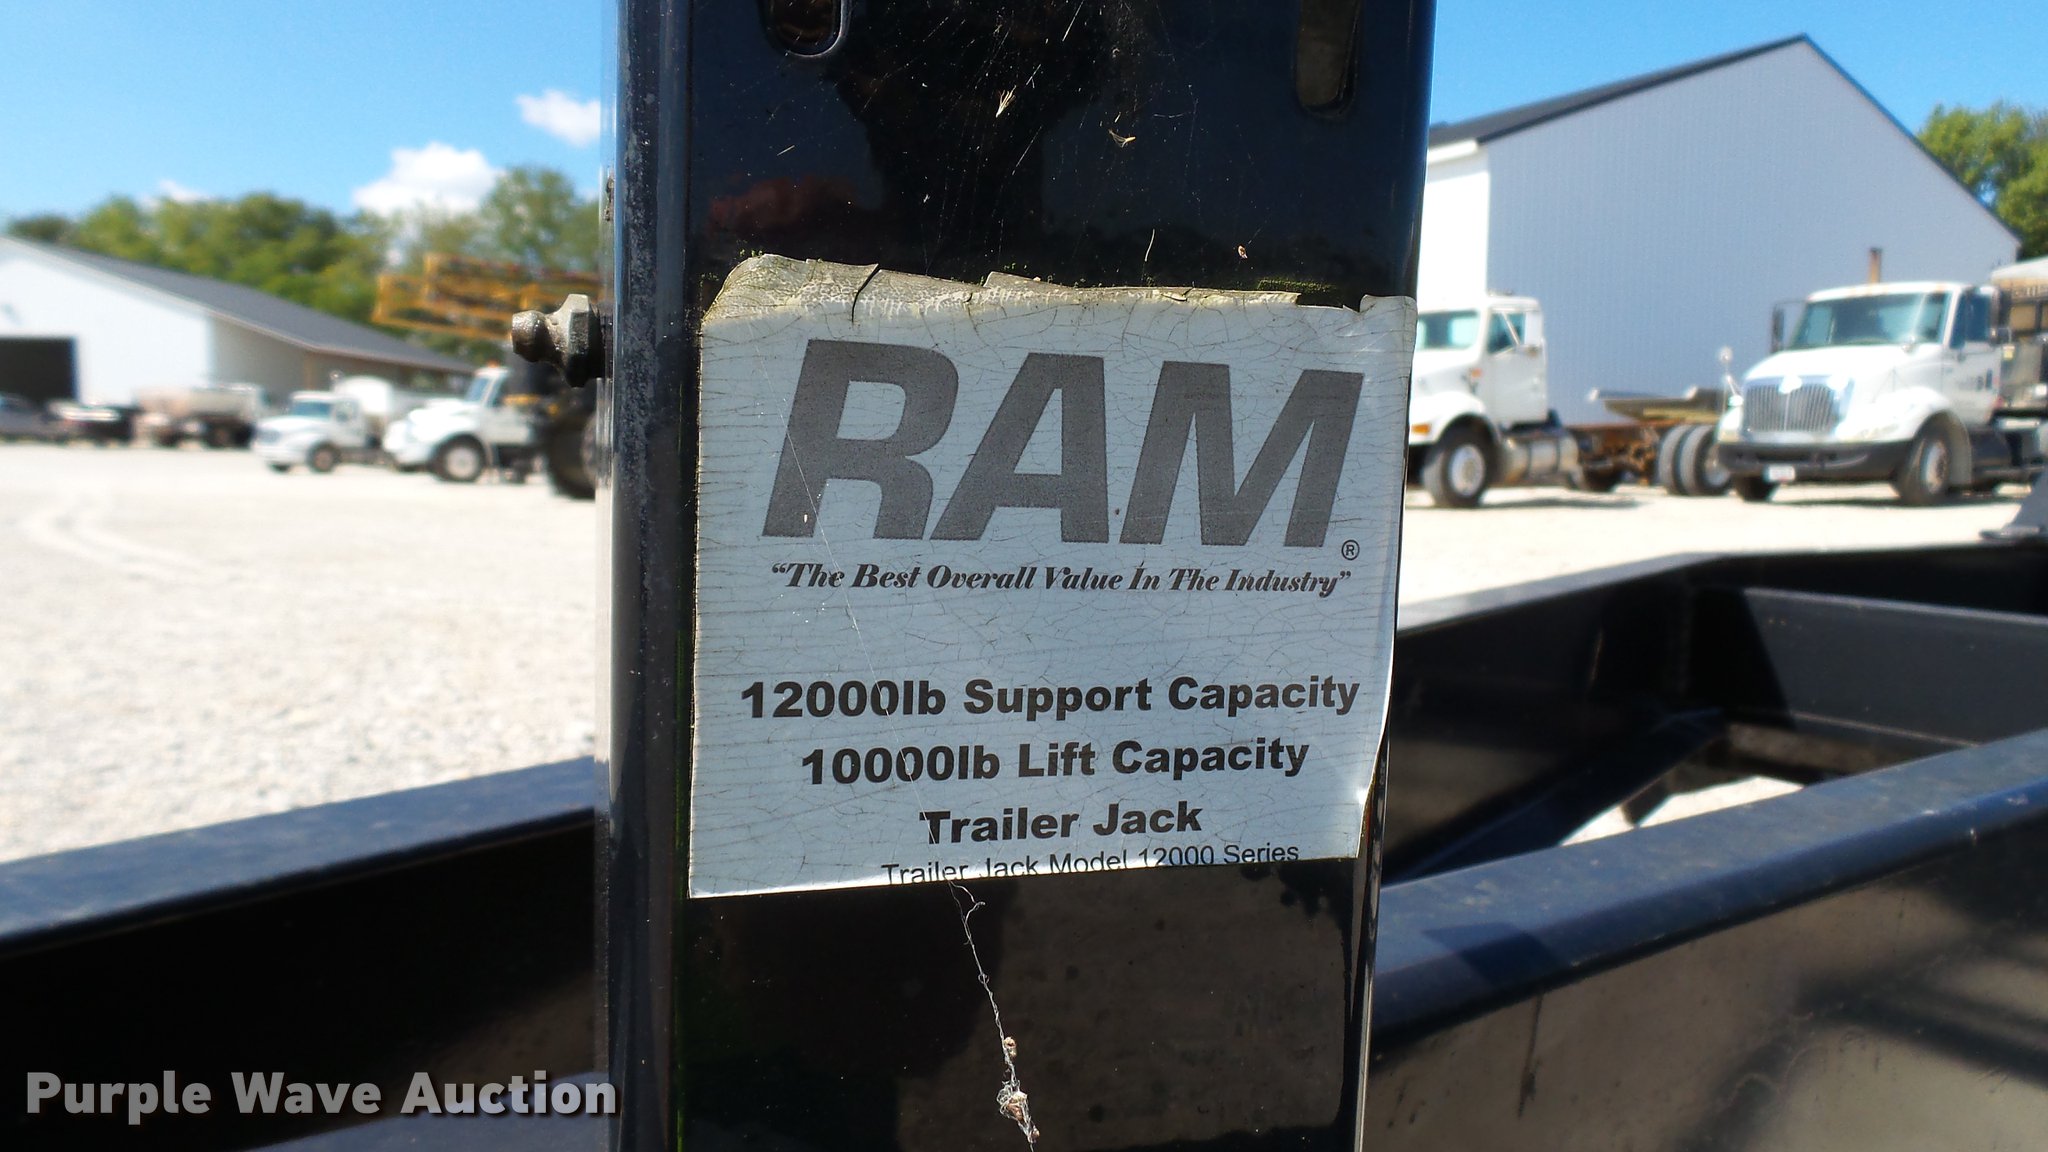 RAM®
“The Best Overall Value In The Industry”
12000lb Support Capacity
10000lb Lift Capacity
Trailer Jack
Trailer Jack Model 12000 Series
Purple Wave Auction